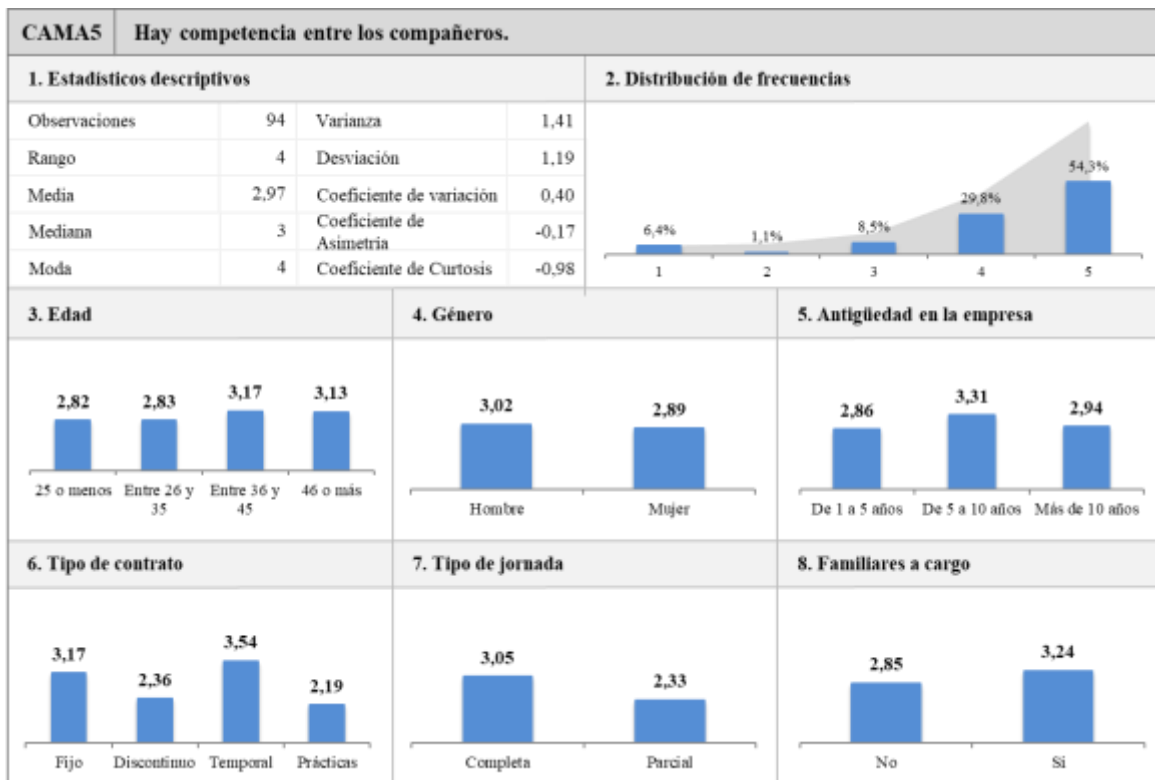 CAMA5 Hay competencia entre los compañeros.
1. Estadísticos descriptivos
Observaciones 94 Varianza 1,41
Rango 4 Desviación 1,19
Media 2,97 Coeficiente de variación 0,40
Mediana 3 Coeficiente de Asimetría -0,17
Moda 4 Coeficiente de Curtosis -0,98
2. Distribución de frecuencias
6,4% 1,1% 8,5% 29,8% 54,3%
1 2 3 4 5
3. Edad
2,82 2,83 3,17 3,13
25 o menos Entre 26 y 35 Entre 36 y 45 46 o más
4. Género
3,02 2,89
Hombre Mujer
5. Antigüedad en la empresa
2,86 3,31 2,94
De 1 a 5 años De 5 a 10 años Más de 10 años
6. Tipo de contrato
3,17 2,36 3,54 2,19
Fijo Discontinuo Temporal Prácticas
7. Tipo de jornada
3,05 2,33
Completa Parcial
8. Familiares a cargo
2,85 3,24
No Si